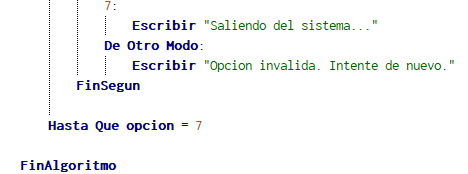 7:
Escribir "Saliendo del sistema..."
De Otro Modo:
Escribir "Opcion invalida. Intente de nuevo."
FinSegun
Hasta Que opcion = 7
FinAlgoritmo